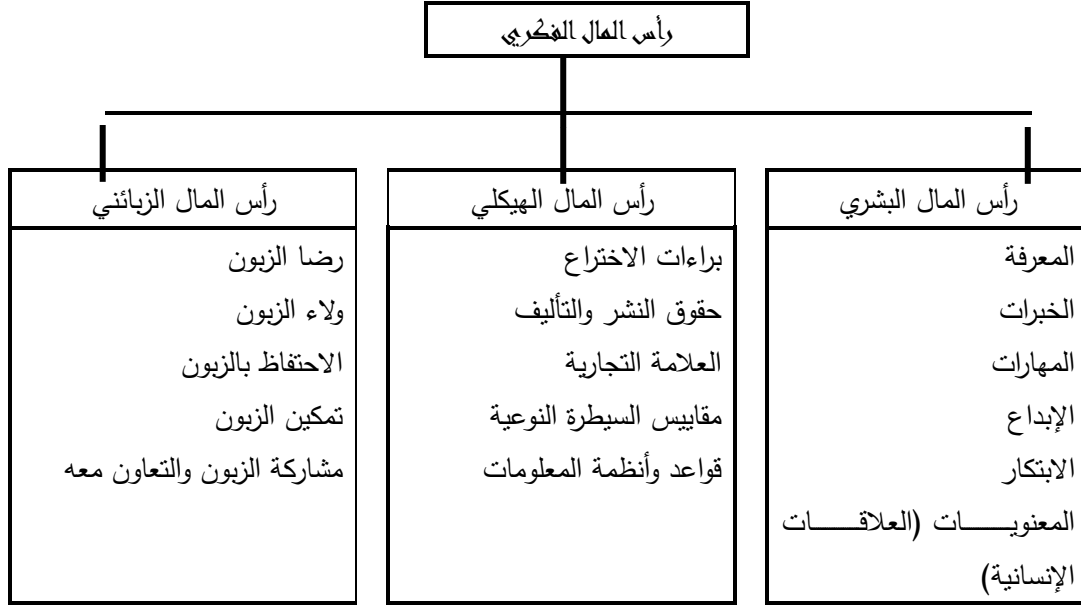 رأس المال الفكري
رأس المال البشري
المعرفة
الخبرات
المهارات
الإبداع
الابتكار
المعنويــــــات (العلاقـــــات
الإنسانية)
رأس المال الهيكلي
براءات الاختراع
حقوق النشر والتأليف
العلامة التجارية
مقاييس السيطرة النوعية
قواعد وأنظمة المعلومات
رأس المال الزبائني
رضا الزبون
ولاء الزبون
الاحتفاظ بالزبون
تمكين الزبون
مشاركة الزبون والتعاون معه